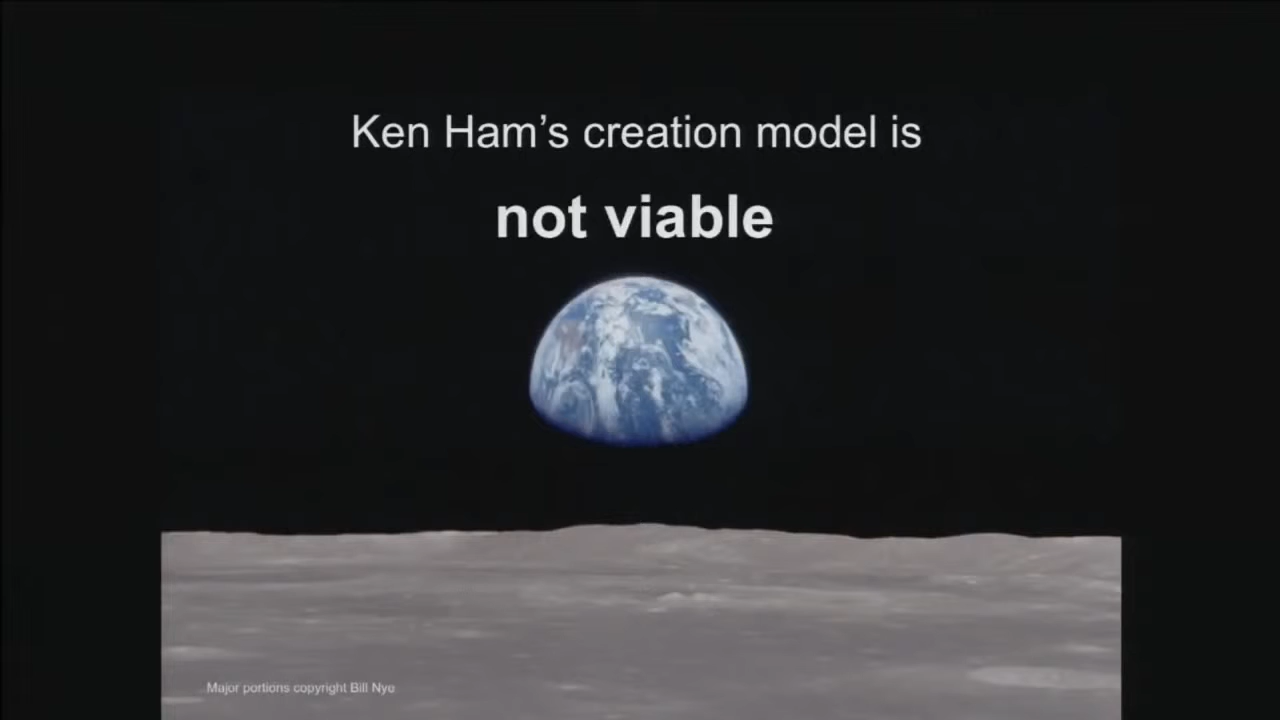 Ken Ham’s creation model is
not viable
Major portions copyright Bill Nye